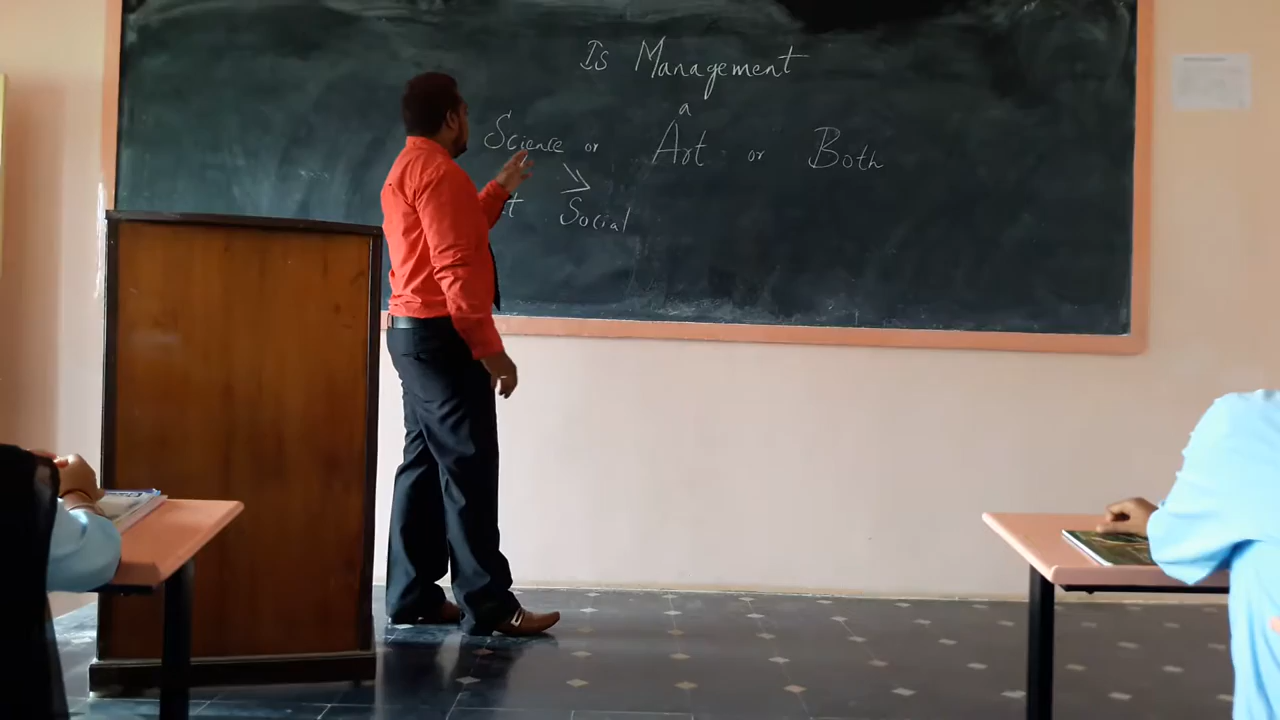 Is Management
a
Science or Art or Both
Social